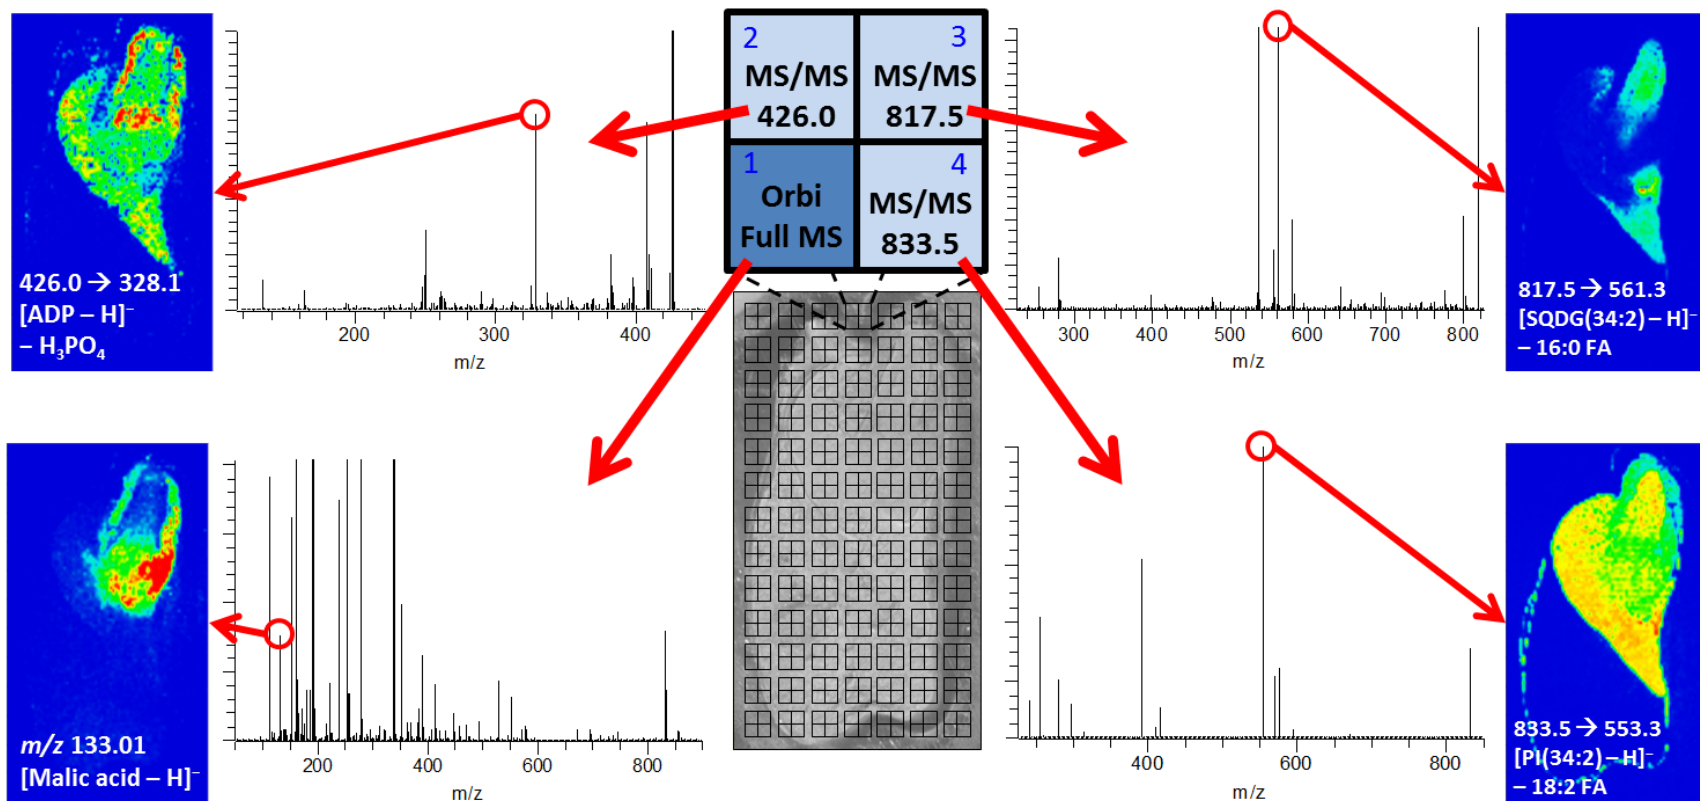 2
MS/MS
426.0
3
MS/MS
817.5
1
Orbi
Full MS
4
MS/MS
833.5
426.0 → 328.1
[ADP – H]⁻
– H₃PO₄
200
300
400
m/z
300
400
500
600
700
800
m/z
817.5 → 561.3
[SQDG(34:2) – H]⁻
– 16:0 FA
m/z 133.01
[Malic acid – H]⁻
200
400
600
800
m/z
400
600
800
m/z
833.5 → 553.3
[PI(34:2) – H]⁻
– 18:2 FA